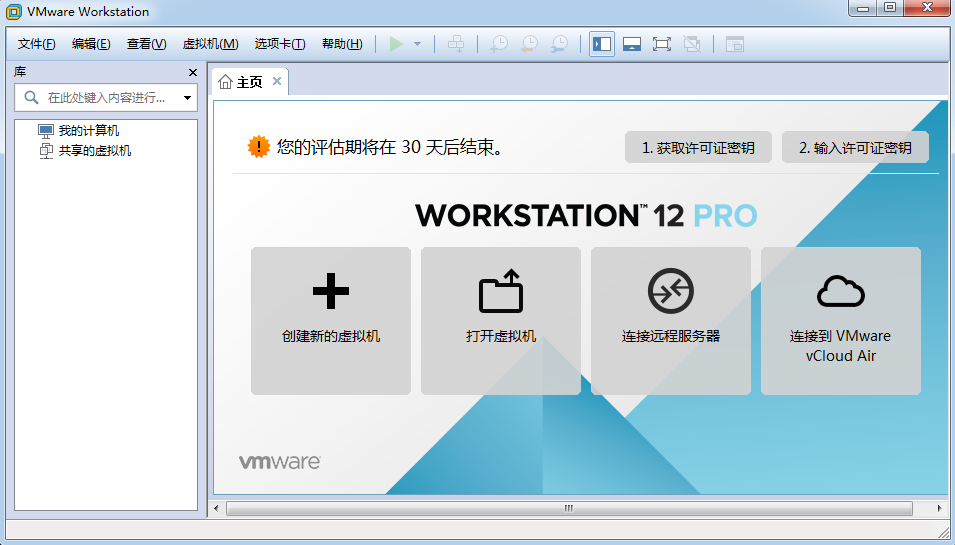 VMware Workstation
文件(F) 编辑(E) 查看(V) 虚拟机(M) 选项卡(T) 帮助(H)
库
在此处键入内容进行...
我的计算机
共享的虚拟机
主页
您的评估期将在 30 天后结束。
1. 获取许可证密钥
2. 输入许可证密钥
WORKSTATION™ 12 PRO
创建新的虚拟机
打开虚拟机
连接远程服务器
连接到 VMware
vCloud Air
vmware